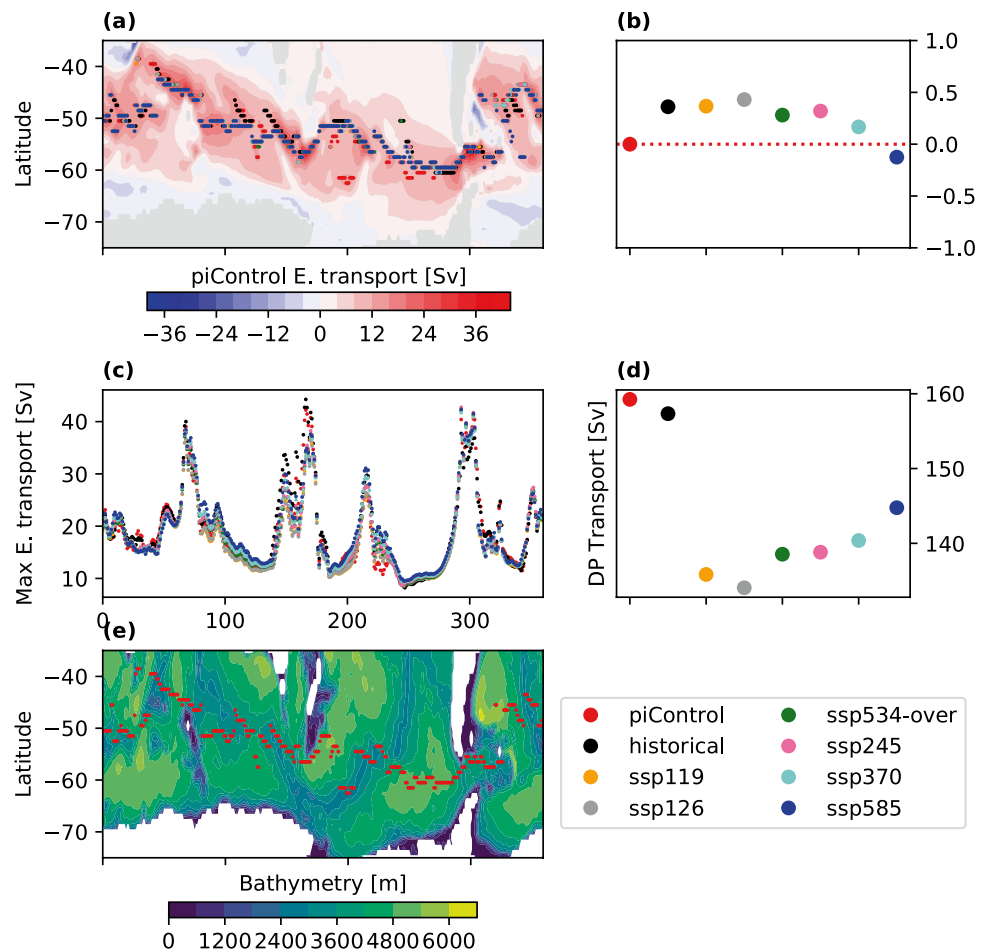 (a)
(b)
Latitude
−40
−50
−60
−70
1.0
0.5
0.0
−0.5
−1.0
piControl E. transport [Sv]
−36 −24 −12 0 12 24 36
(c)
(d)
Max E. transport [Sv]
40
30
20
10
0 100 200 300
DP Transport [Sv]
160
150
140
(e)
Latitude
−40
−50
−60
−70
piControl
historical
ssp119
ssp126
ssp534-over
ssp245
ssp370
ssp585
Bathymetry [m]
0 1200 2400 3600 4800 6000